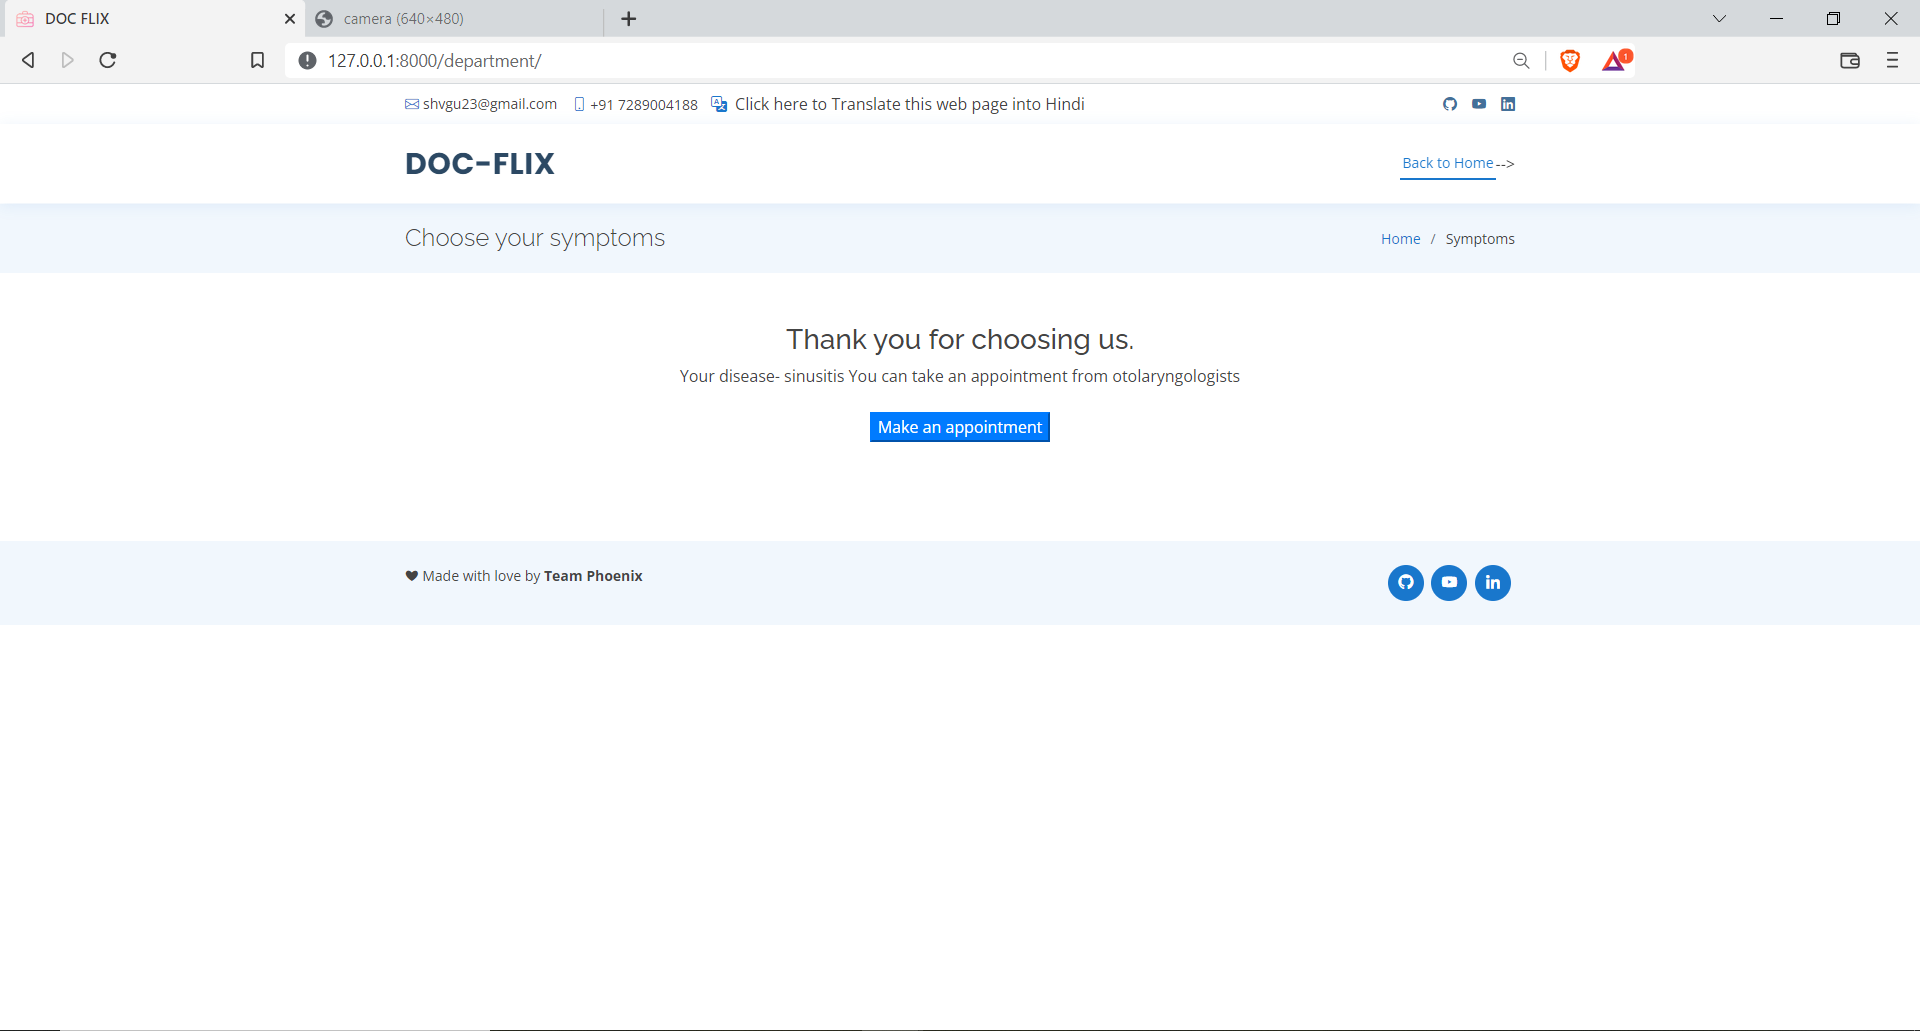 DOC FLIX
camera (640×480)
127.0.0.1:8000/department/
1
shvgu23@gmail.com +91 7289004188 Click here to Translate this web page into Hindi
DOC-FLIX
Back to Home-->
Choose your symptoms
Home / Symptoms
Thank you for choosing us.
Your disease- sinusitis You can take an appointment from otolaryngologists
Make an appointment
Made with love by Team Phoenix